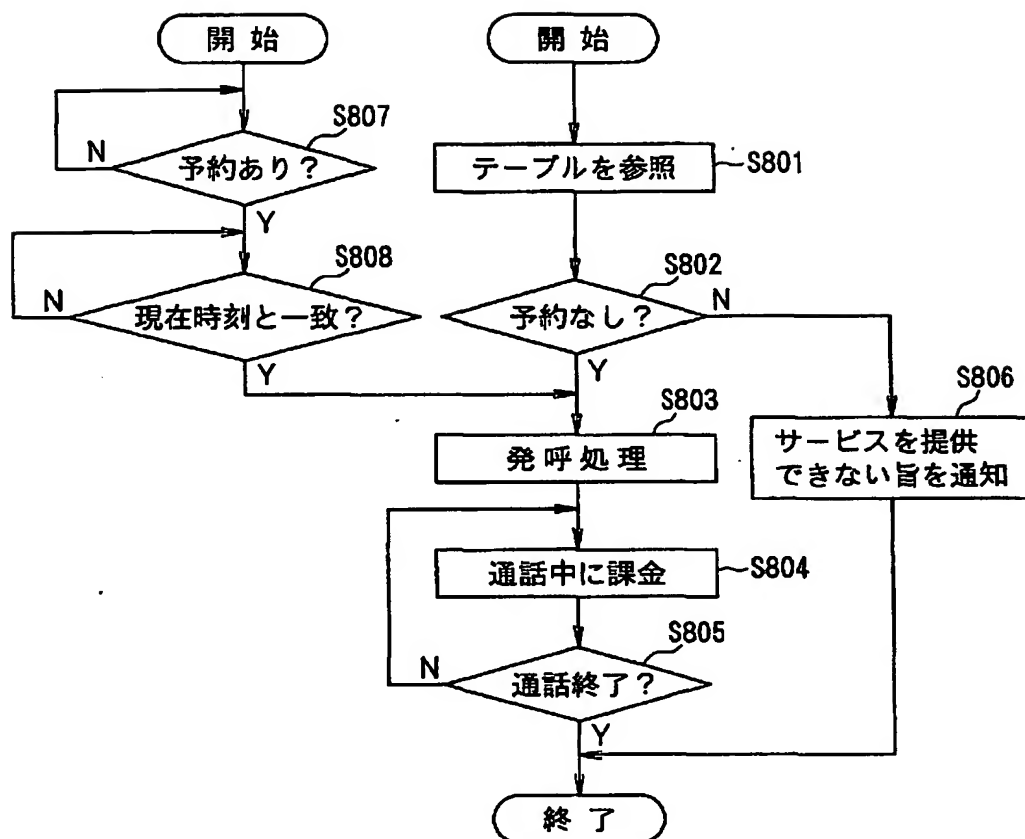 開始
開始
S807
N
予約あり?
Y
テーブルを参照
S801
S808
N
現在時刻と一致?
Y
S802
N
予約なし?
Y
S803
発呼処理
S806
サービスを提供
できない旨を通知
通話中に課金
S804
S805
N
通話終了?
Y
終了